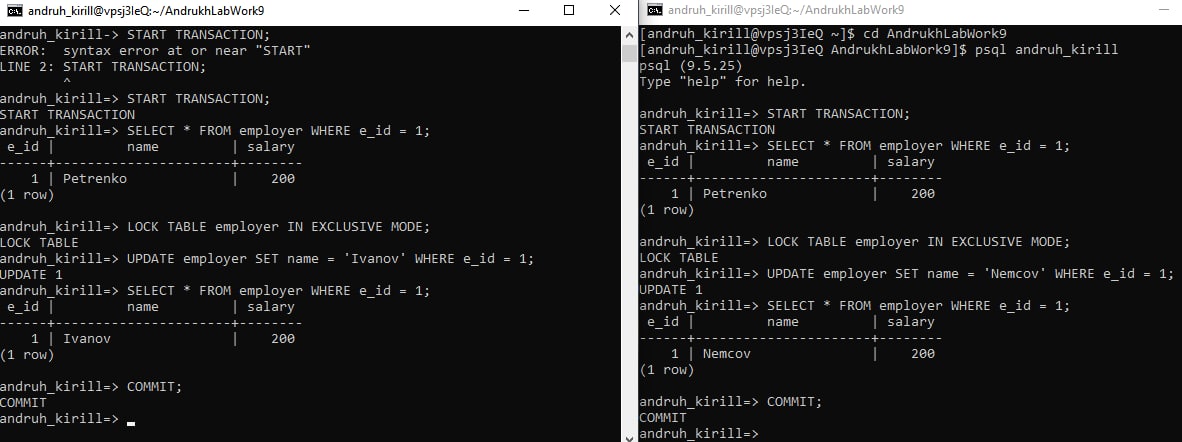 andruh_kirill@vpsj3IeQ:~/AndrukhLabWork9
andruh_kirill-> START TRANSACTION;
ERROR:  syntax error at or near "START"
LINE 2: START TRANSACTION;
        ^
andruh_kirill=> START TRANSACTION;
START TRANSACTION
andruh_kirill=> SELECT * FROM employer WHERE e_id = 1;
 e_id |         name         | salary
------+----------------------+--------
    1 | Petrenko             |    200
(1 row)
andruh_kirill=> LOCK TABLE employer IN EXCLUSIVE MODE;
LOCK TABLE
andruh_kirill=> UPDATE employer SET name = 'Ivanov' WHERE e_id = 1;
UPDATE 1
andruh_kirill=> SELECT * FROM employer WHERE e_id = 1;
 e_id |         name         | salary
------+----------------------+--------
    1 | Ivanov               |    200
(1 row)
andruh_kirill=> COMMIT;
COMMIT
andruh_kirill=>
andruh_kirill@vpsj3IeQ:~/AndrukhLabWork9
[andruh_kirill@vpsj3IeQ ~]$ cd AndrukhLabWork9
[andruh_kirill@vpsj3IeQ AndrukhLabWork9]$ psql andruh_kirill
psql (9.5.25)
Type "help" for help.
andruh_kirill=> START TRANSACTION;
START TRANSACTION
andruh_kirill=> SELECT * FROM employer WHERE e_id = 1;
 e_id |         name         | salary
------+----------------------+--------
    1 | Petrenko             |    200
(1 row)
andruh_kirill=> LOCK TABLE employer IN EXCLUSIVE MODE;
LOCK TABLE
andruh_kirill=> UPDATE employer SET name = 'Nemcov' WHERE e_id = 1;
UPDATE 1
andruh_kirill=> SELECT * FROM employer WHERE e_id = 1;
 e_id |         name         | salary
------+----------------------+--------
    1 | Nemcov               |    200
(1 row)
andruh_kirill=> COMMIT;
COMMIT
andruh_kirill=>